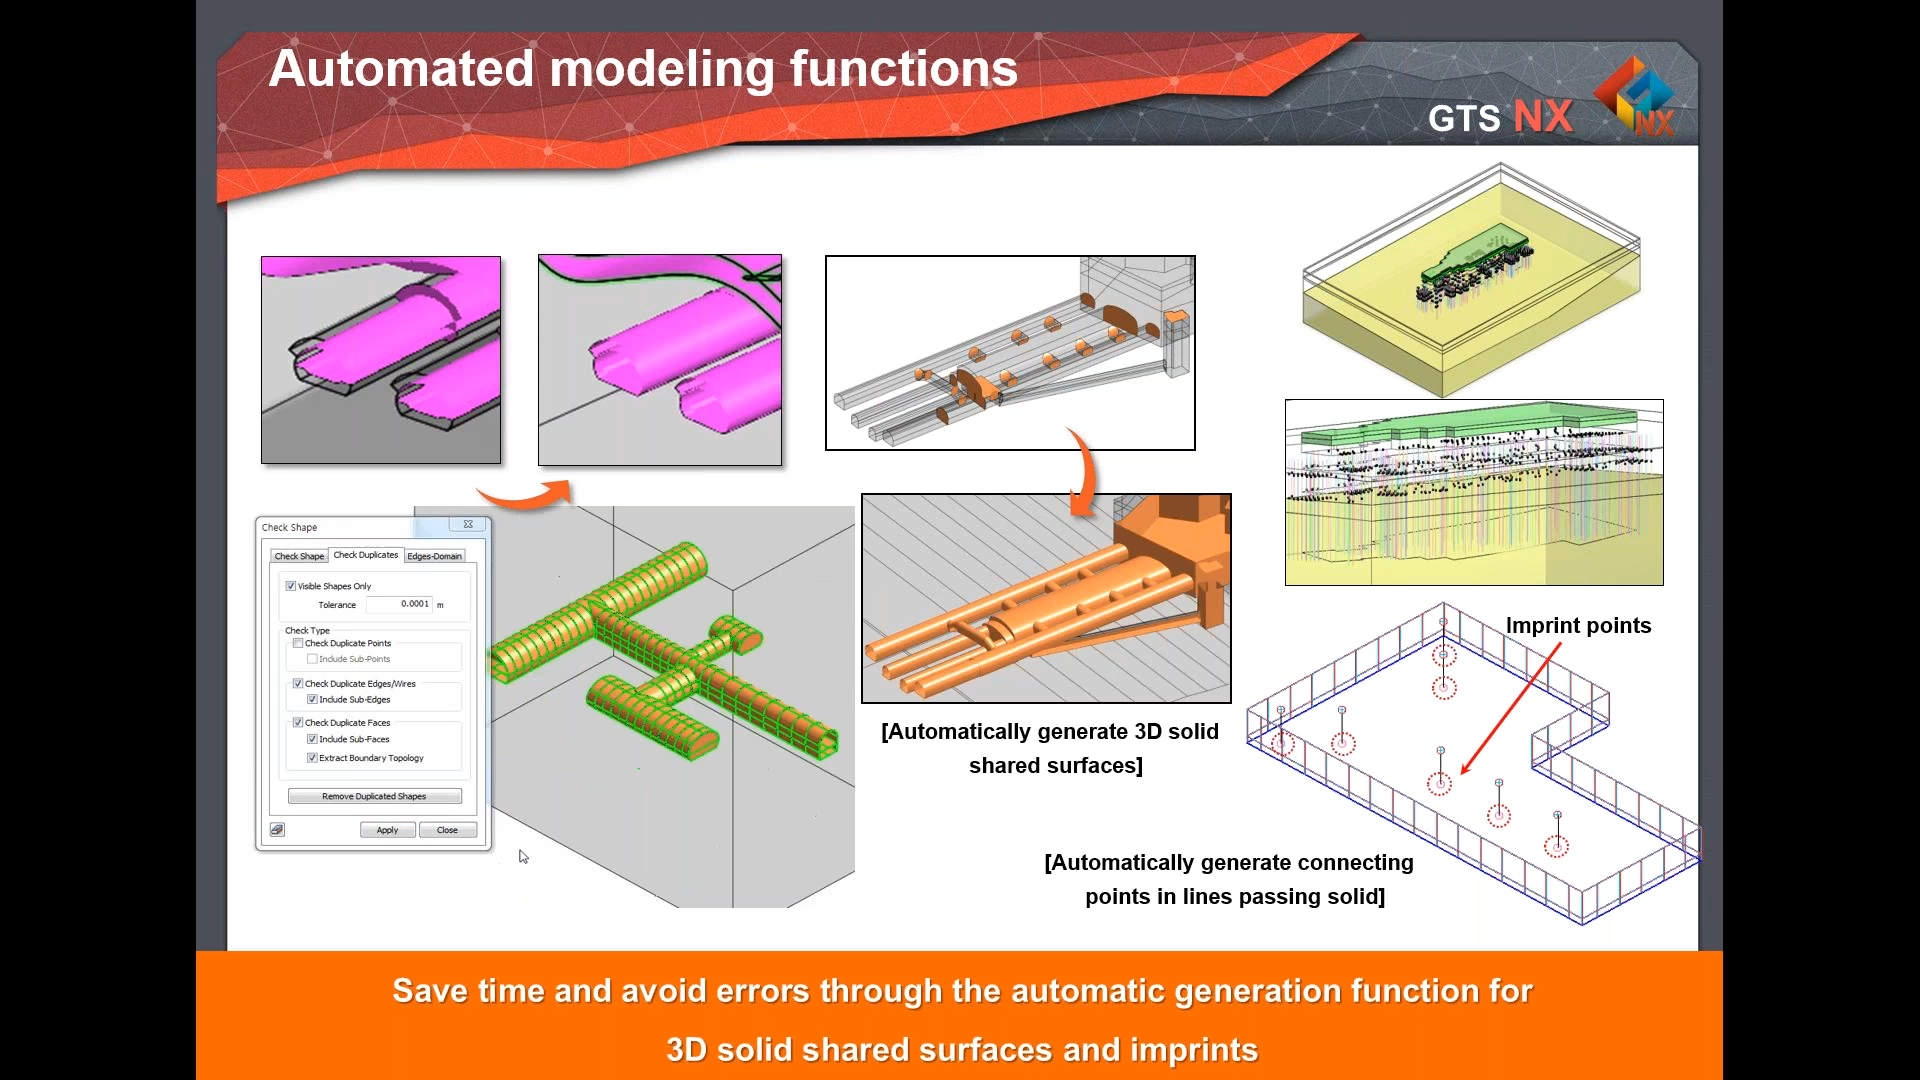 Automated modeling functions
GTS NX
NX
Check Shape
Check Shape
Check Duplicates
Edges-Domain
Visible Shapes Only
Tolerance
0.0001
m
Check Type
Check Duplicate Points
Include Sub-Points
Check Duplicate Edges/Wires
Include Sub-Edges
Check Duplicate Faces
Include Sub-Faces
Extract Boundary Topology
Remove Duplicated Shapes
Apply
Close
[Automatically generate 3D solid
shared surfaces]
Imprint points
[Automatically generate connecting
points in lines passing solid]
Save time and avoid errors through the automatic generation function for
3D solid shared surfaces and imprints